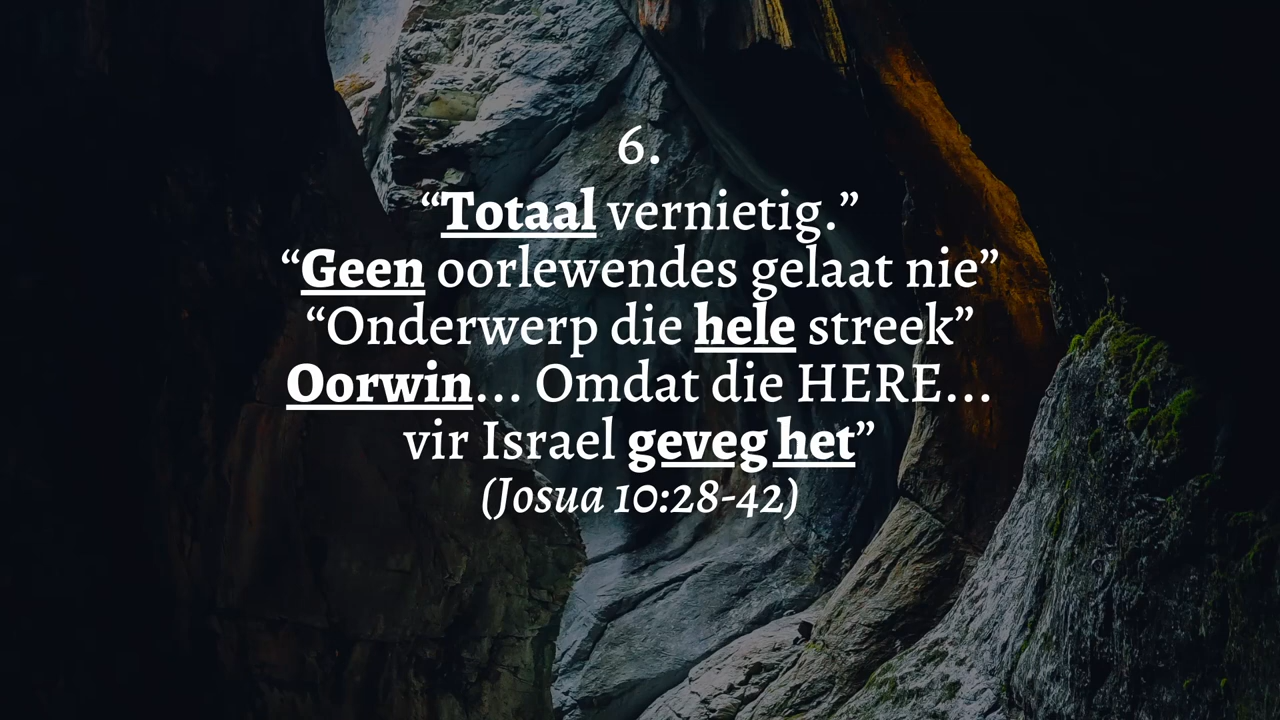 6.
“Totaal vernietig.”
“Geen oorlewendes gelaat nie”
“Onderwerp die hele streek”
Oorwin... Omdat die HERE...
vir Israel geveg het”
(Josua 10:28-42)